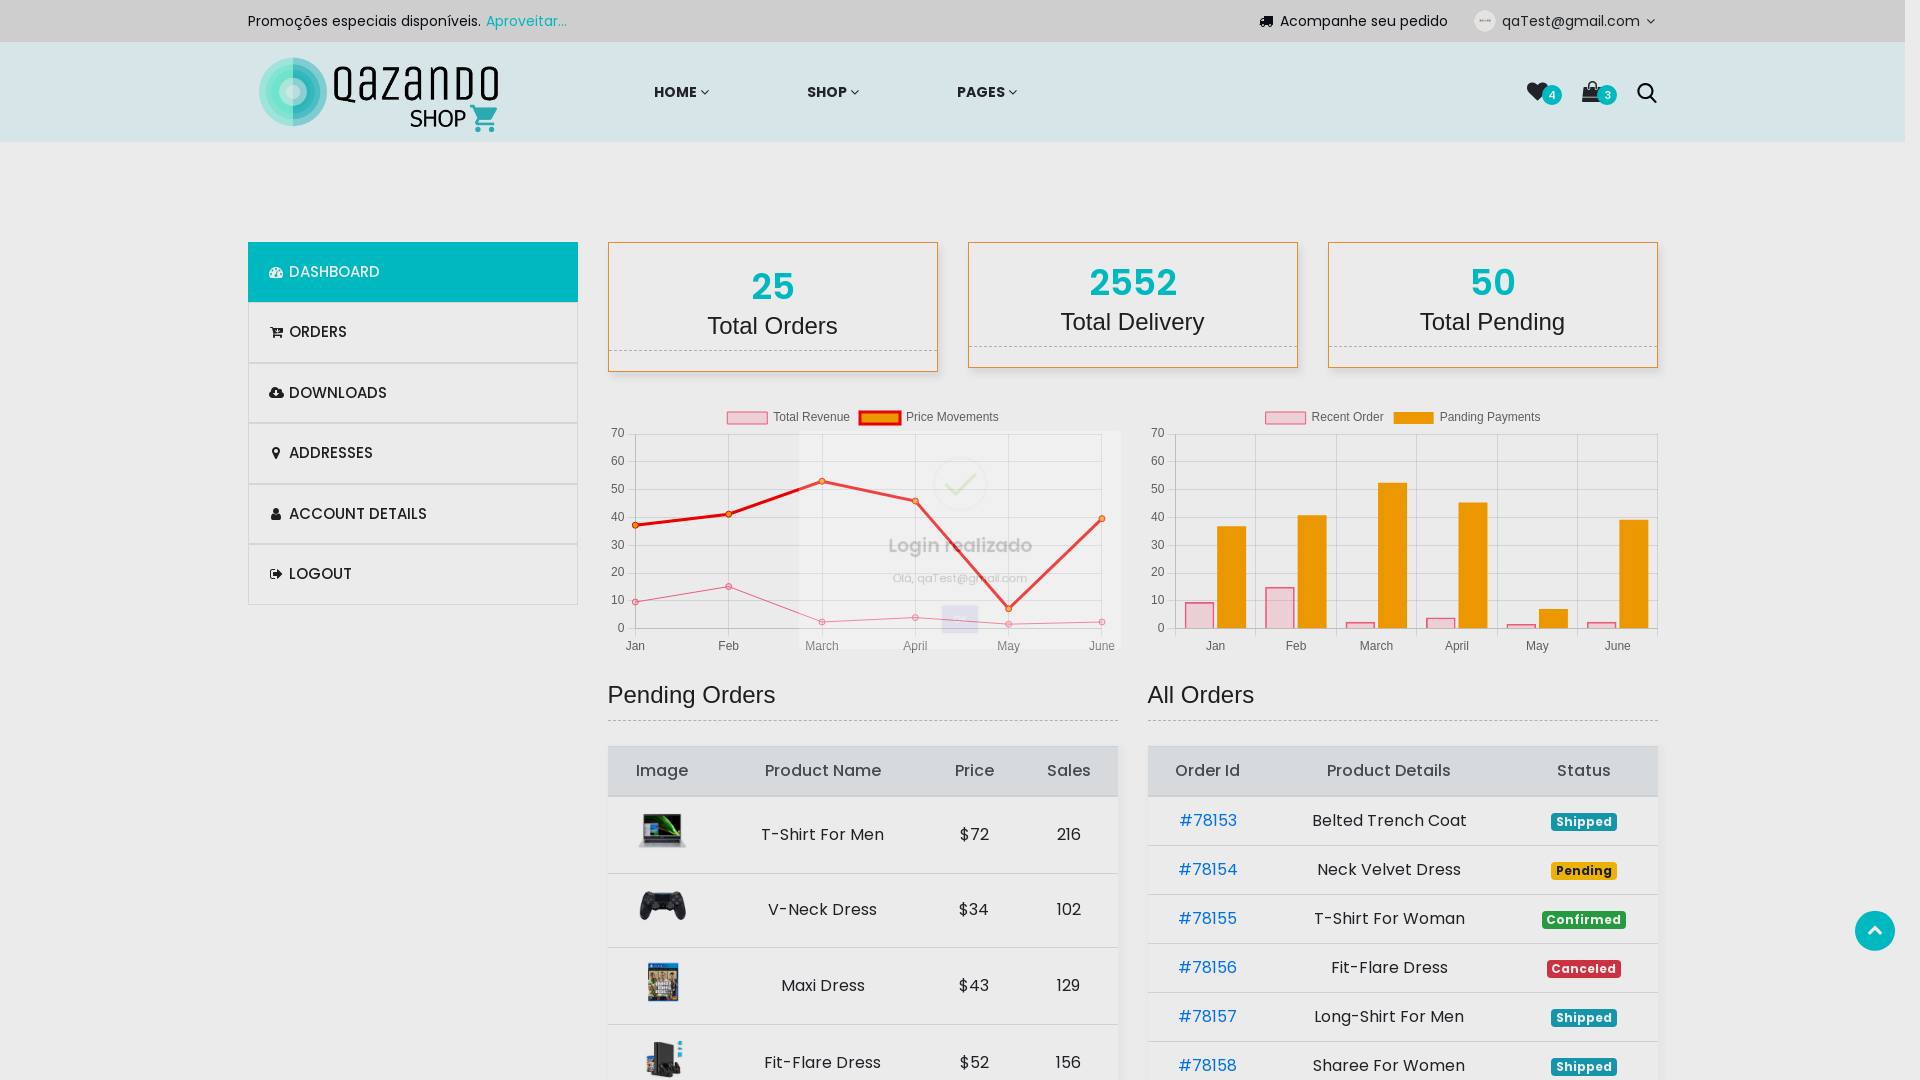 Promoções especiais disponíveis. Aproveitar...
Acompanhe seu pedido
qaTest@gmail.com
QAZANDO
SHOP
HOME
SHOP
PAGES
4
3
DASHBOARD
ORDERS
DOWNLOADS
ADDRESSES
ACCOUNT DETAILS
LOGOUT
25
Total Orders
2552
Total Delivery
50
Total Pending
Total Revenue
Price Movements
70
60
50
40
30
20
10
0
Jan Feb March April May June
Login realizado
Olá, qaTest@gmail.com
Recent Order
Panding Payments
70
60
50
40
30
20
10
0
Jan Feb March April May June
Pending Orders
Image Product Name Price Sales
T-Shirt For Men $72 216
V-Neck Dress $34 102
Maxi Dress $43 129
Fit-Flare Dress $52 156
All Orders
Order Id Product Details Status
#78153 Belted Trench Coat Shipped
#78154 Neck Velvet Dress Pending
#78155 T-Shirt For Woman Confirmed
#78156 Fit-Flare Dress Canceled
#78157 Long-Shirt For Men Shipped
#78158 Sharee For Women Shipped